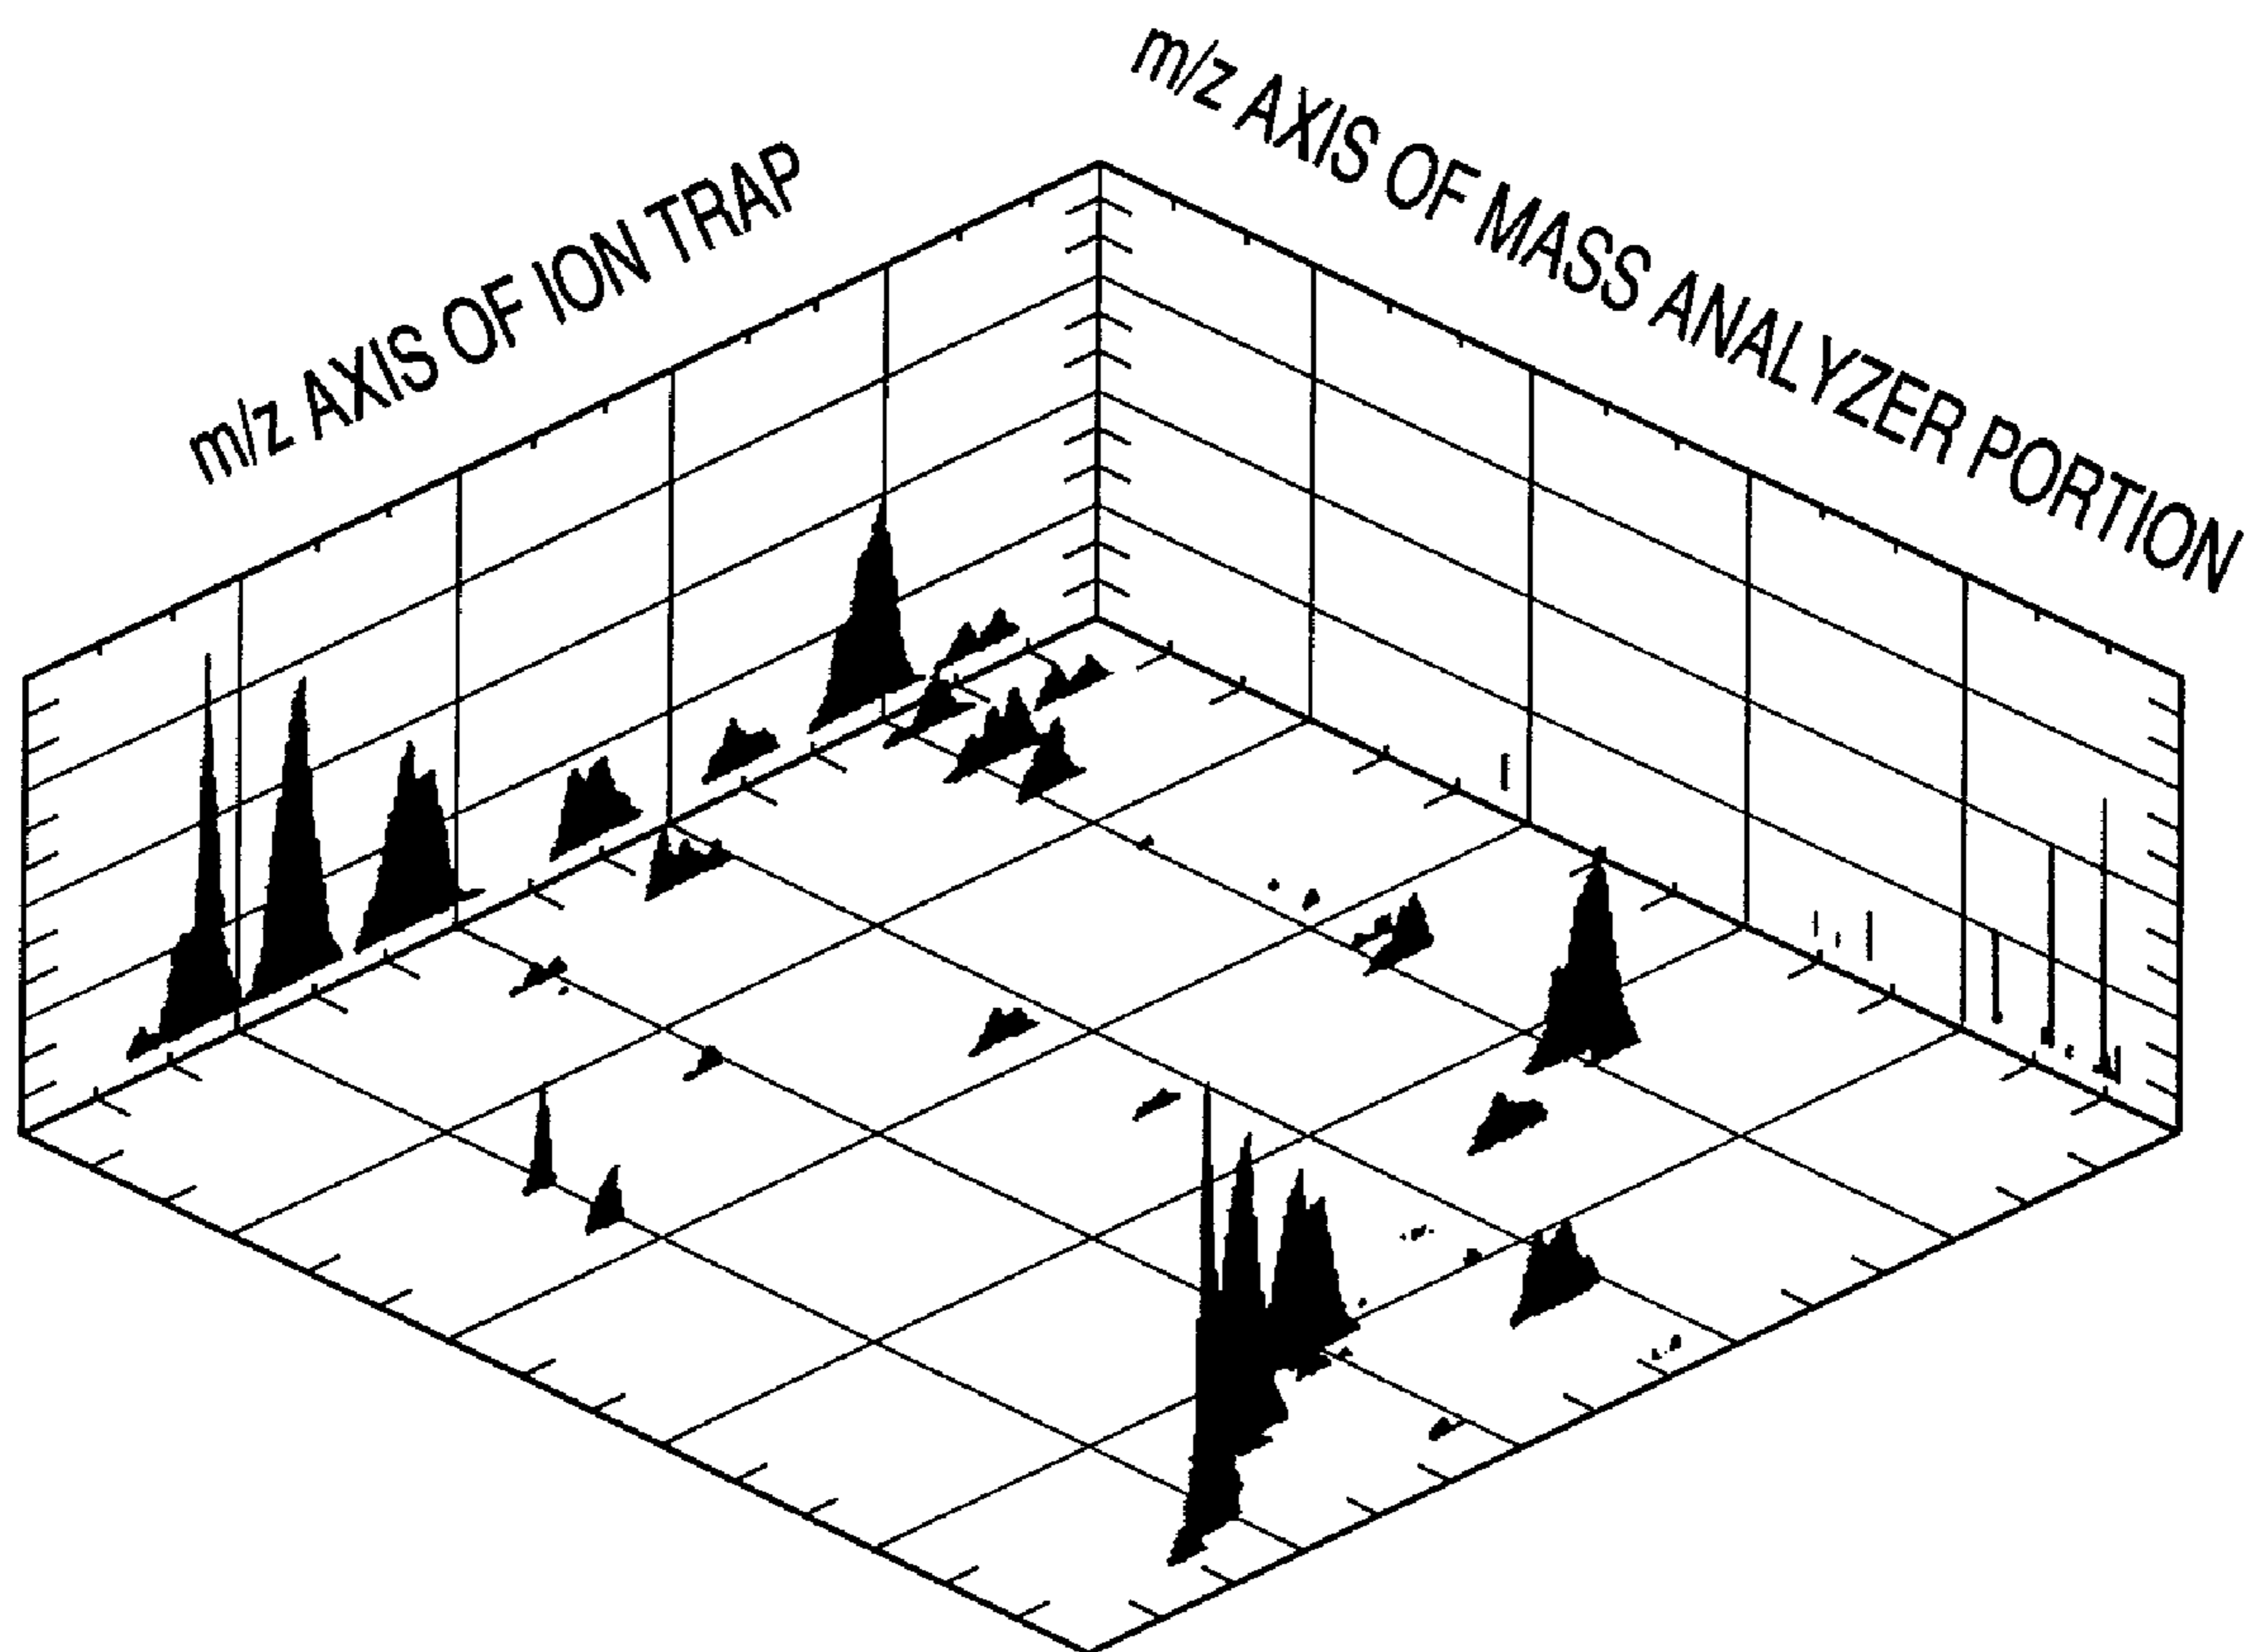 m/z AXIS OF ION TRAP
m/z AXIS OF MASS ANALYZER PORTION